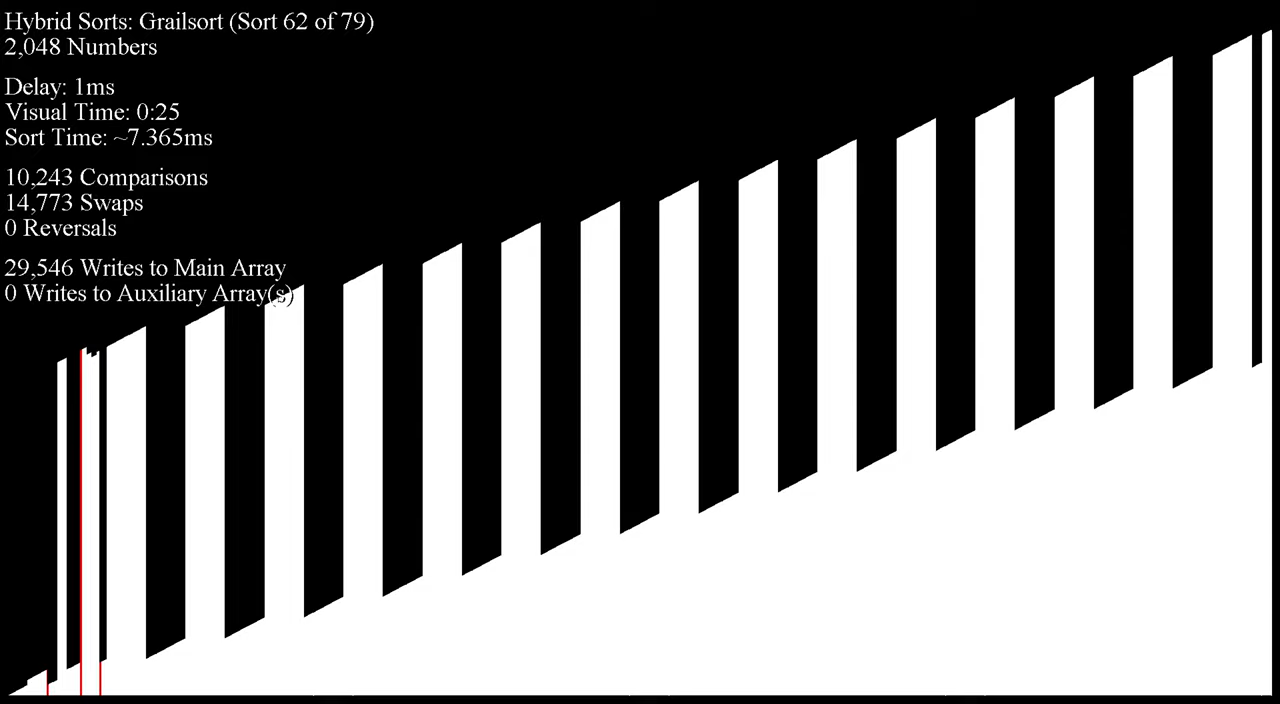 Hybrid Sorts: Grailsort (Sort 62 of 79)
2,048 Numbers
Delay: 1ms
Visual Time: 0:25
Sort Time: ~7.365ms
10,243 Comparisons
14,773 Swaps
0 Reversals
29,546 Writes to Main Array
0 Writes to Auxiliary Array(s)